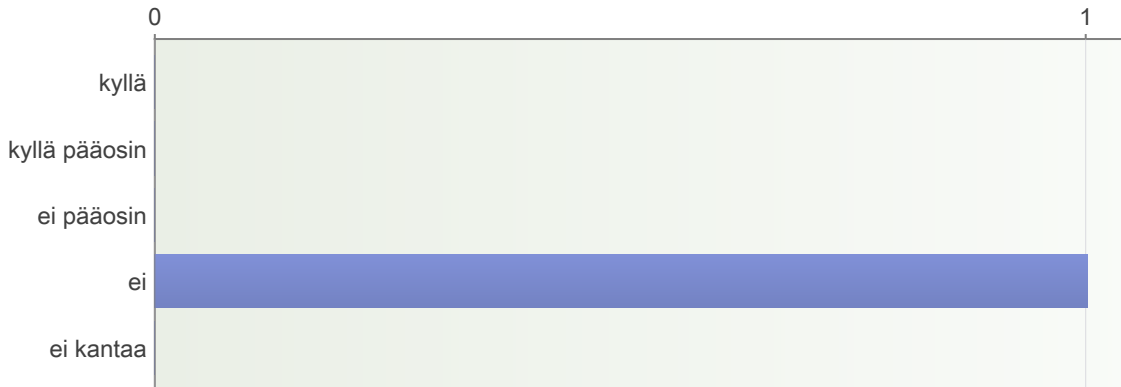 0 1
kyllä
kyllä pääosin
ei pääosin
ei
ei kantaa